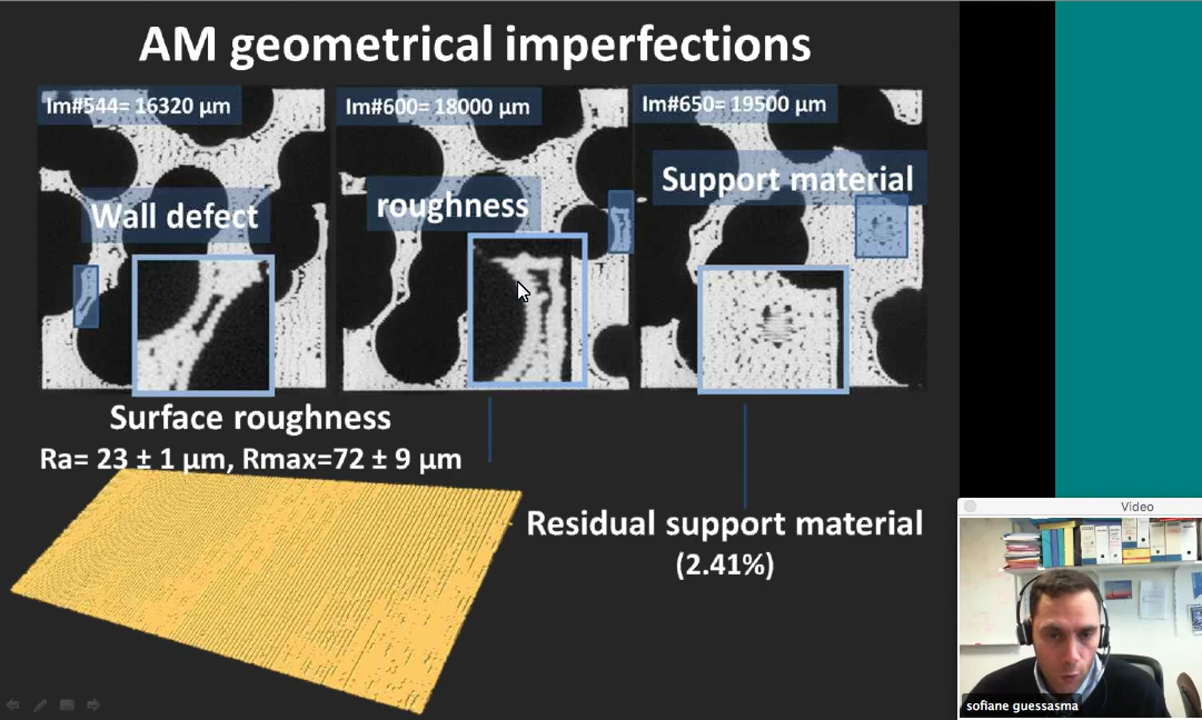 AM geometrical imperfections
Im#544= 16320 µm
Im#600= 18000 µm
Im#650= 19500 µm
Wall defect
roughness
Support material
Surface roughness
Ra= 23 ± 1 µm, Rmax=72 ± 9 µm
Residual support material
(2.41%)
Video
sofiane guessasma